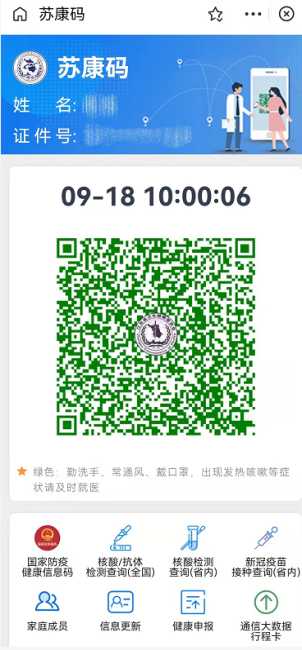 苏康码
苏康码
姓 名:
证件号:
09-18 10:00:06
绿色：勤洗手、常通风、戴口罩，出现发热咳嗽等症
状请及时就医
国家防疫
健康信息码
核酸/抗体
检测查询(全国)
核酸检测
查询(省内)
新冠疫苗
接种查询(省内)
家庭成员
信息更新
健康申报
通信大数据
行程卡